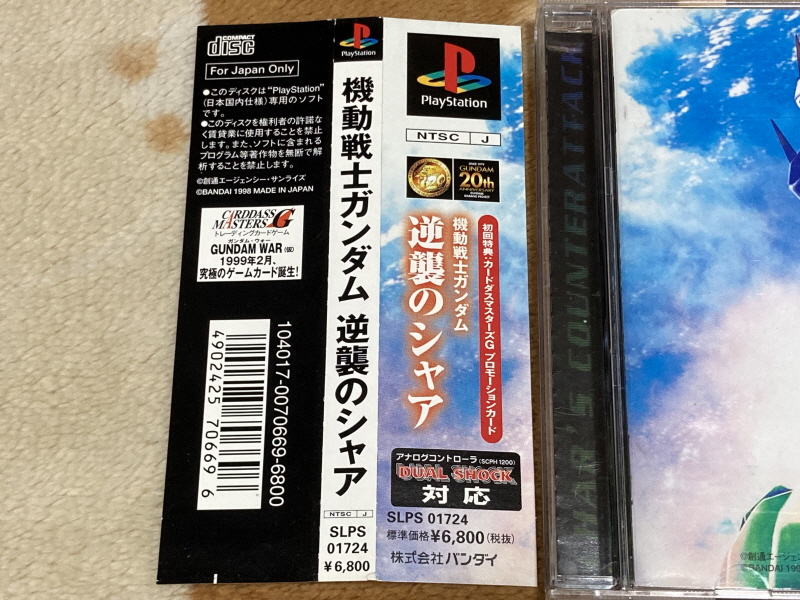 COMPACT
disc
For Japan Only
●このディスクは"PlayStation"
(日本国内仕様)専用のソフト
です。
●このディスクを権利者の許諾な
く賃貸業に使用することを禁止
します。また、ソフトに含まれる
プログラム等著作物を無断で解
析することを禁止します。
©創通エージェンシー・サンライズ
©BANDAI 1998 MADE IN JAPAN
CARDDASS
MASTERS G
トレーディングカードゲーム
ガンダム・ウォー
GUNDAM WAR(仮)
1999年2月、
究極のゲームカード誕生!
104017-0070669-6800
4902425 706696
PlayStation
機動戦士ガンダム 逆襲のシャア
NTSC J
SLPS
01724
¥6,800
PlayStation
NTSC J
GUNDAM
20th
ANNIVERSARY
初回特典・カードダスマスターズG プロモーションカード
機動戦士ガンダム
逆襲のシャア
アナログコントローラ(SCPH1200)
DUAL SHOCK
対応
SLPS 01724
標準価格¥6,800(税抜)
株式会社バンダイ
CHAR'S COUNTERATTACK
©創通エージェ
©BANDAI 199